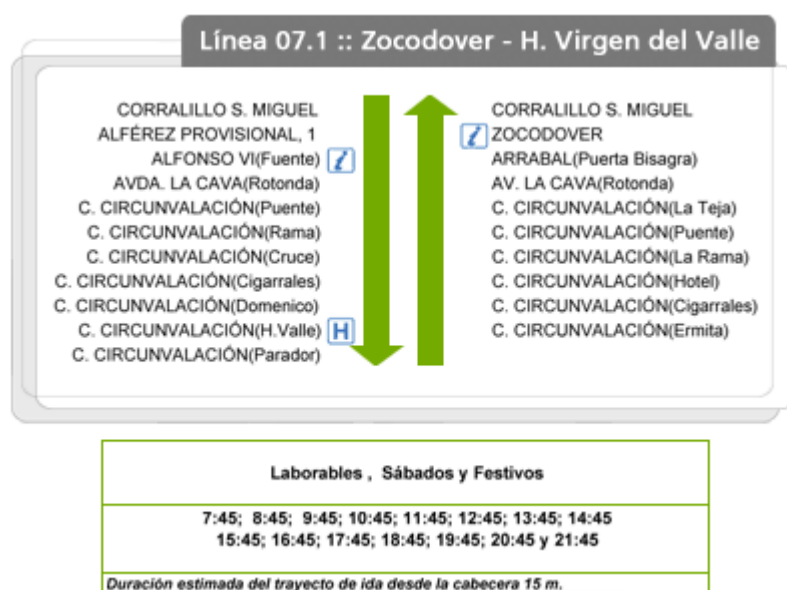 Línea 07.1 :: Zocodover - H. Virgen del Valle
CORRALILLO S. MIGUEL
ALFÉREZ PROVISIONAL, 1
ALFONSO VI(Fuente) i
AVDA. LA CAVA(Rotonda)
C. CIRCUNVALACIÓN(Puente)
C. CIRCUNVALACIÓN(Rama)
C. CIRCUNVALACIÓN(Cruce)
C. CIRCUNVALACIÓN(Cigarrales)
C. CIRCUNVALACIÓN(Domenico)
C. CIRCUNVALACIÓN(H.Valle) H
C. CIRCUNVALACIÓN(Parador)
CORRALILLO S. MIGUEL
i ZOCODOVER
ARRABAL(Puerta Bisagra)
AV. LA CAVA(Rotonda)
C. CIRCUNVALACIÓN(La Teja)
C. CIRCUNVALACIÓN(Puente)
C. CIRCUNVALACIÓN(La Rama)
C. CIRCUNVALACIÓN(Hotel)
C. CIRCUNVALACIÓN(Cigarrales)
C. CIRCUNVALACIÓN(Ermita)
Laborables , Sábados y Festivos
7:45; 8:45; 9:45; 10:45; 11:45; 12:45; 13:45; 14:45
15:45; 16:45; 17:45; 18:45; 19:45; 20:45 y 21:45
Duración estimada del trayecto de ida desde la cabecera 15 m.